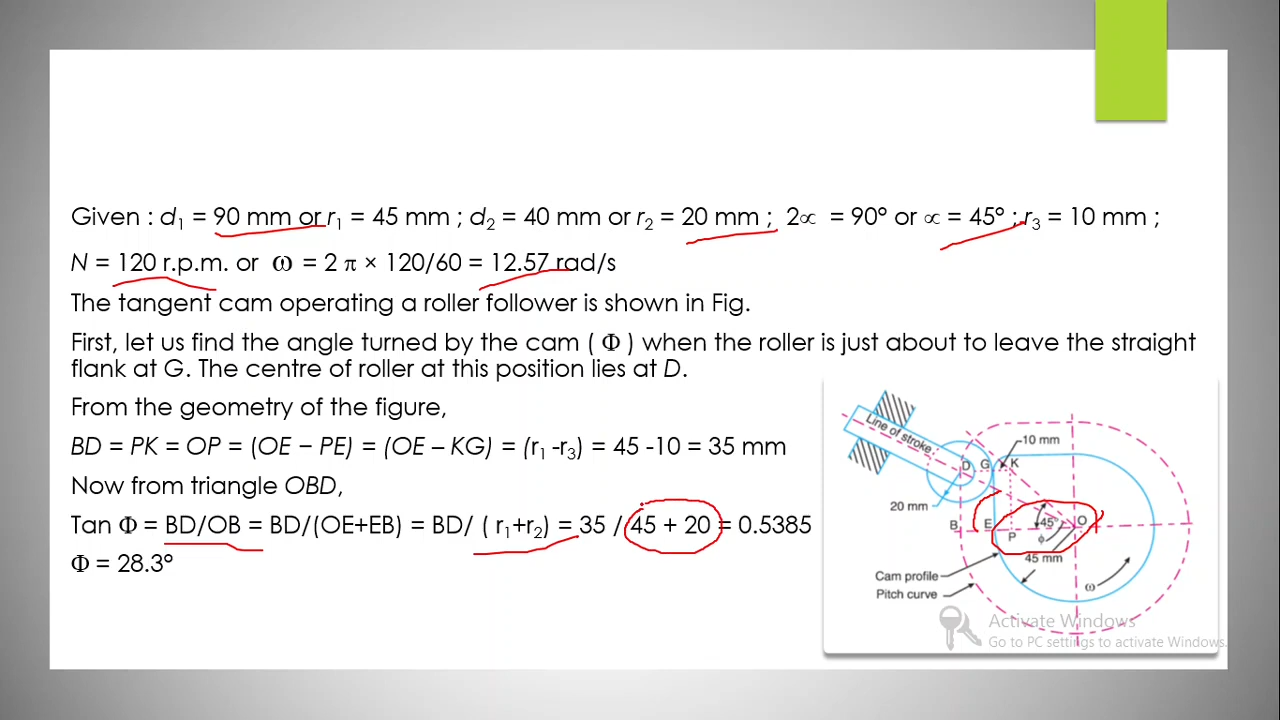 Given : d₁ = 90 mm or r₁ = 45 mm ; d₂ = 40 mm or r₂ = 20 mm ; 2∝ = 90° or ∝ = 45° ; r₃ = 10 mm ;
N = 120 r.p.m. or ω = 2 π × 120/60 = 12.57 rad/s
The tangent cam operating a roller follower is shown in Fig.
First, let us find the angle turned by the cam ( Φ ) when the roller is just about to leave the straight
flank at G. The centre of roller at this position lies at D.
From the geometry of the figure,
BD = PK = OP = (OE − PE) = (OE – KG) = (r₁ -r₃) = 45 -10 = 35 mm
Now from triangle OBD,
Tan Φ = BD/OB = BD/(OE+EB) = BD/ ( r₁+r₂) = 35 / 45 + 20 = 0.5385
Φ = 28.3°
Line of stroke
10 mm
D G K
20 mm
B E 45° O
P ϕ
45 mm
Cam profile
Pitch curve
ω
Activate Windows
Go to PC settings to activate Windows.